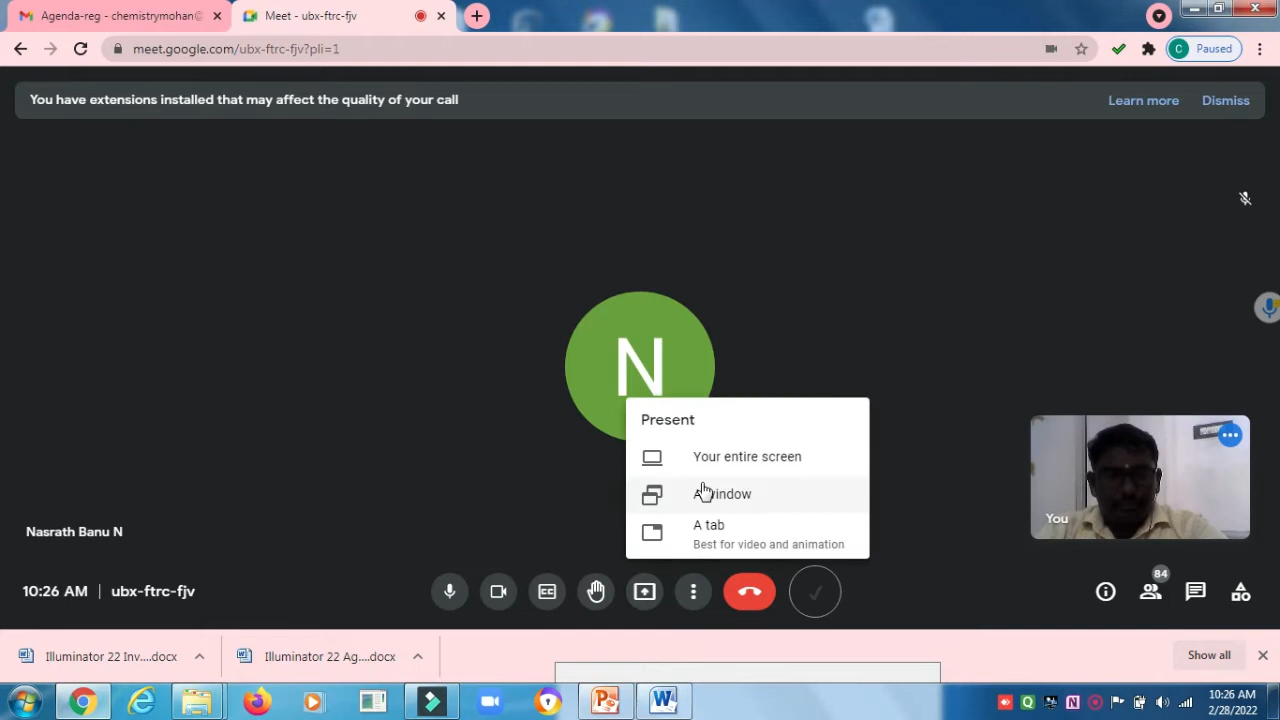 Agenda-reg - chemistrymohan@
Meet - ubx-ftrc-fjv
meet.google.com/ubx-ftrc-fjv?pli=1
C Paused
You have extensions installed that may affect the quality of your call
Learn more
Dismiss
N
Present
Your entire screen
A window
A tab
Best for video and animation
You
Nasrath Banu N
10:26 AM | ubx-ftrc-fjv
84
Illuminator 22 Inv....docx
Illuminator 22 Ag....docx
Show all
10:26 AM
2/28/2022